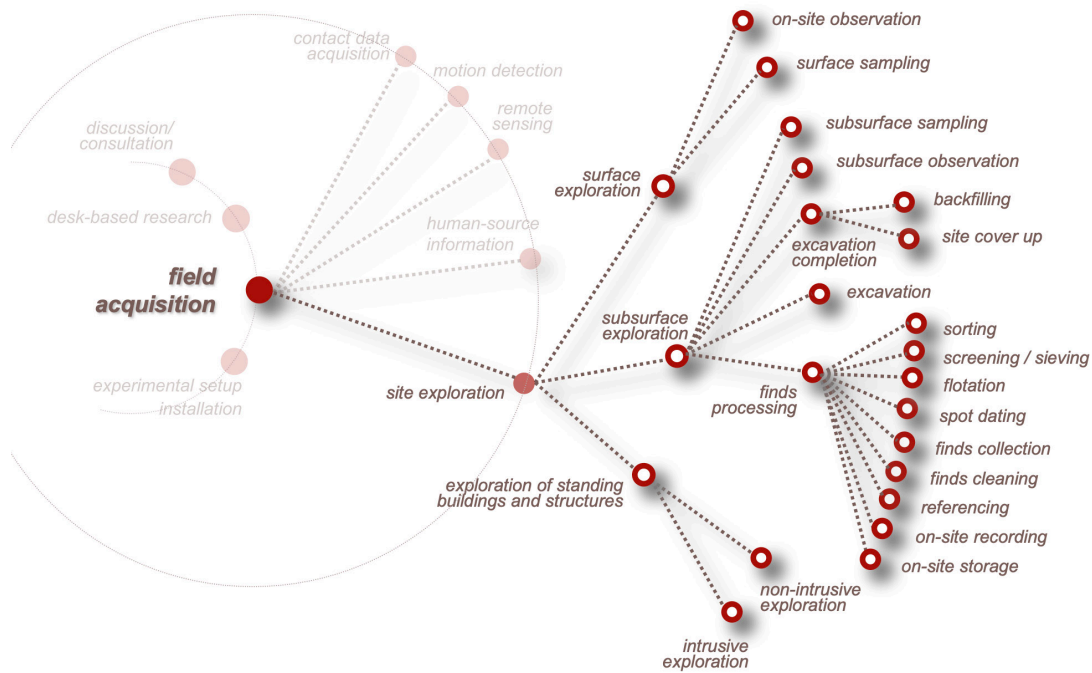 on-site observation
contact data
acquisition
surface sampling
motion detection
remote
sensing
subsurface sampling
discussion/
consultation
subsurface observation
surface
exploration
backfilling
desk-based research
human-source
information
site cover up
excavation
completion
field
acquisition
excavation
subsurface
exploration
sorting
screening / sieving
experimental setup
installation
site exploration
finds
processing
flotation
spot dating
finds collection
exploration of standing
buildings and structures
finds cleaning
referencing
on-site recording
on-site storage
non-intrusive
exploration
intrusive
exploration